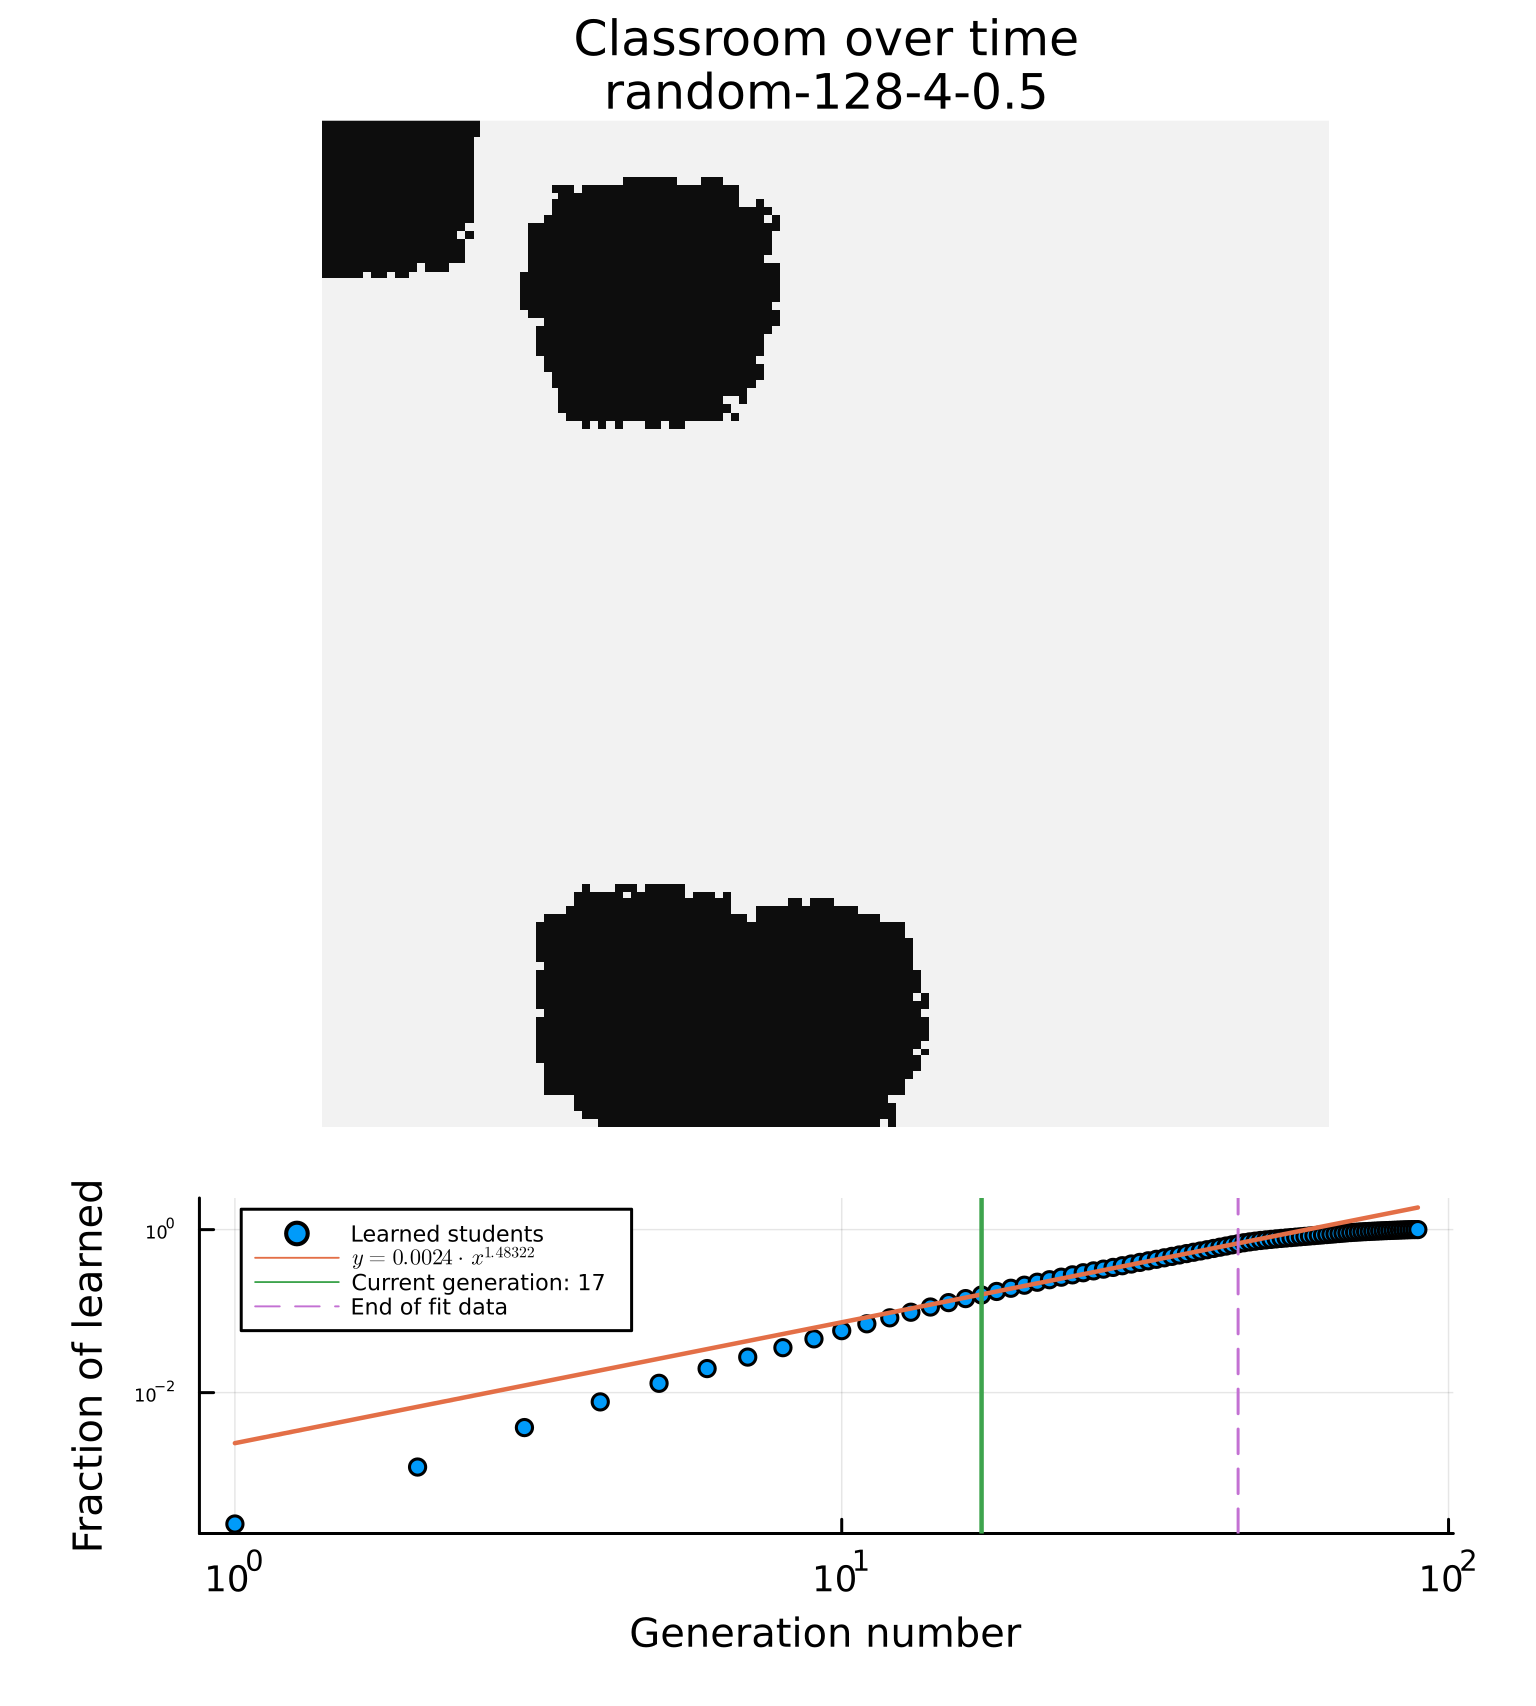 Classroom over time
random-128-4-0.5
Fraction of learned
10^0
10^−2
Learned students
y = 0.0024 · x^1.48322
Current generation: 17
End of fit data
10^0
10^1
10^2
Generation number